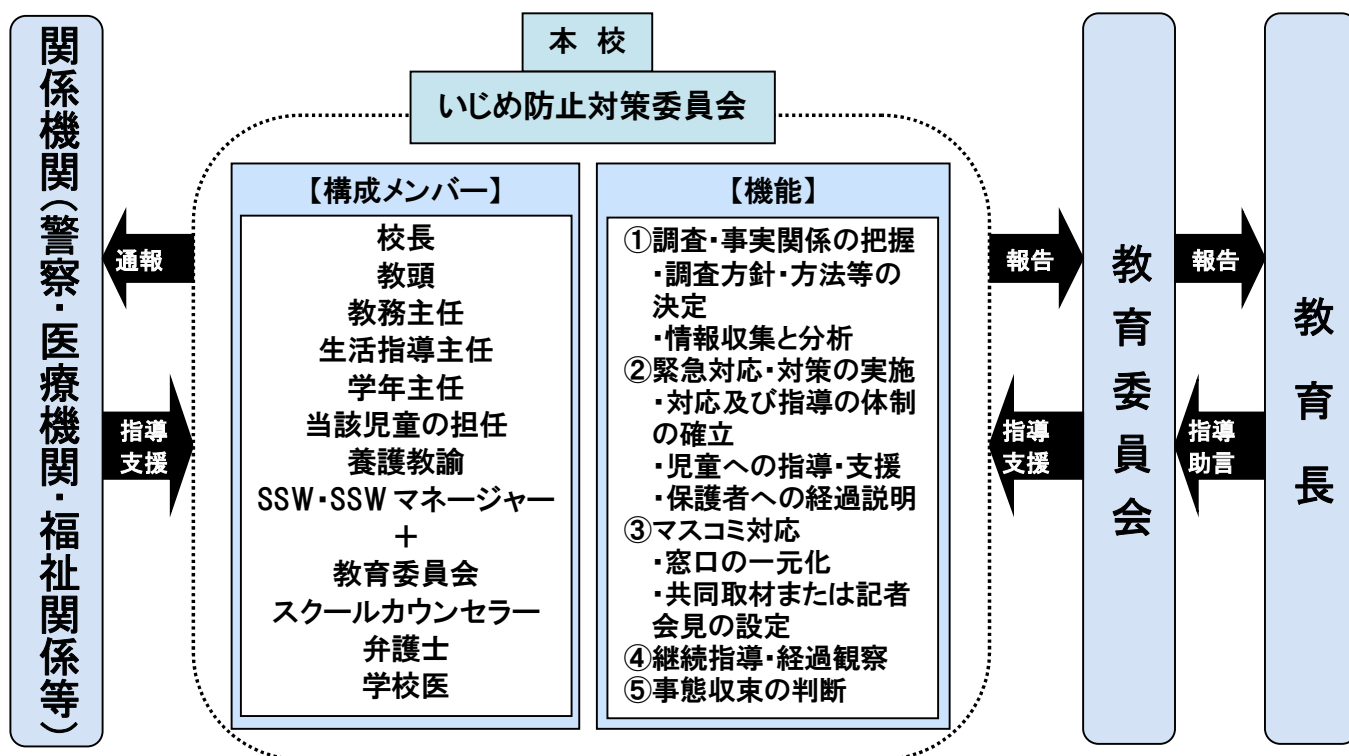 関係機関(警察・医療機関・福祉関係等)
通報
指導
支援
本 校
いじめ防止対策委員会
【構成メンバー】
校長
教頭
教務主任
生活指導主任
学年主任
当該児童の担任
養護教諭
SSW・SSW マネージャー
+
教育委員会
スクールカウンセラー
弁護士
学校医
【機能】
①調査・事実関係の把握
・調査方針・方法等の
決定
・情報収集と分析
②緊急対応・対策の実施
・対応及び指導の体制
の確立
・児童への指導・支援
・保護者への経過説明
③マスコミ対応
・窓口の一元化
・共同取材または記者
会見の設定
④継続指導・経過観察
⑤事態収束の判断
報告
指導
支援
教育委員会
報告
指導
助言
教育長